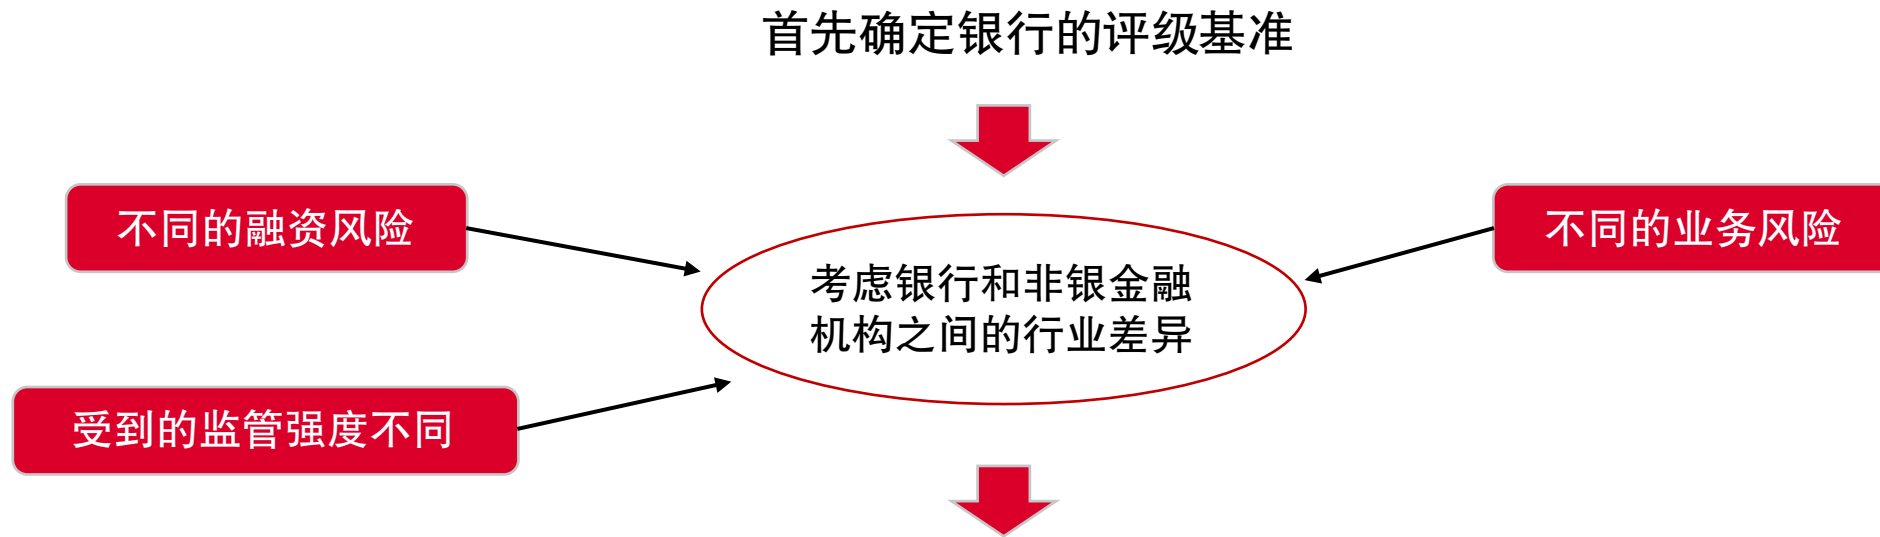 首先确定银行的评级基准
不同的融资风险
不同的业务风险
考虑银行和非银金融
机构之间的行业差异
受到的监管强度不同